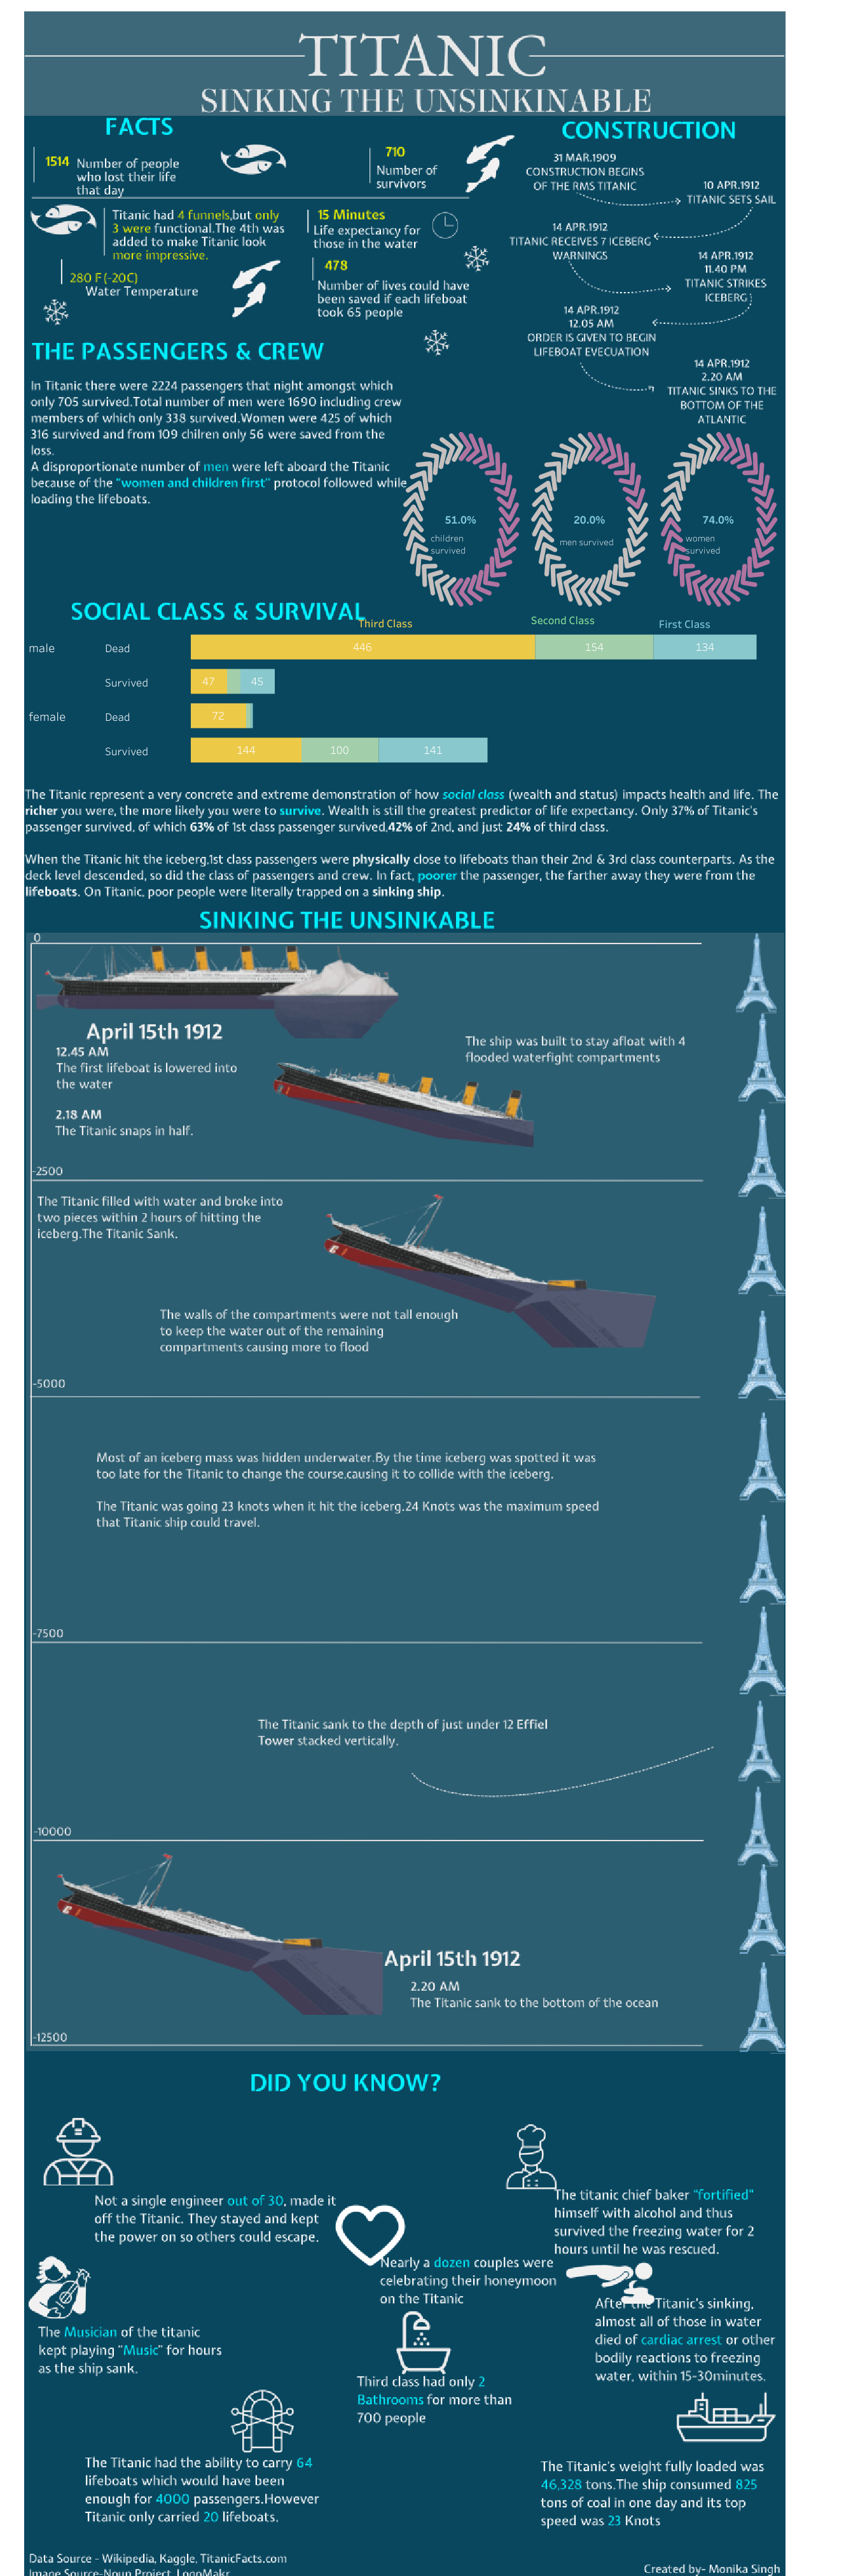 TITANIC
SINKING THE UNSINKINABLE
FACTS
1514 Number of people
who lost their life
that day
710
Number of
survivors
Titanic had 4 funnels,but only
3 were functional.The 4th was
added to make Titanic look
more impressive.
15 Minutes
Life expectancy for
those in the water
280 F (-20C)
Water Temperature
478
Number of lives could have
been saved if each lifeboat
took 65 people
CONSTRUCTION
31 MAR.1909
CONSTRUCTION BEGINS
OF THE RMS TITANIC
10 APR.1912
TITANIC SETS SAIL
14 APR.1912
TITANIC RECEIVES 7 ICEBERG
WARNINGS
14 APR.1912
11.40 PM
TITANIC STRIKES
ICEBERG
14 APR.1912
12.05 AM
ORDER IS GIVEN TO BEGIN
LIFEBOAT EVECUATION
14 APR.1912
2.20 AM
TITANIC SINKS TO THE
BOTTOM OF THE
ATLANTIC
THE PASSENGERS & CREW
In Titanic there were 2224 passengers that night amongst which
only 705 survived.Total number of men were 1690 including crew
members of which only 338 survived.Women were 425 of which
316 survived and from 109 chilren only 56 were saved from the
loss.
A disproportionate number of men were left aboard the Titanic
because of the "women and children first" protocol followed while
loading the lifeboats.
51.0%
children
survived
20.0%
men survived
74.0%
women
survived
SOCIAL CLASS & SURVIVAL
Third Class
Second Class
First Class
male
Dead
446
154
134
Survived
47
45
female
Dead
72
Survived
144
100
141
The Titanic represent a very concrete and extreme demonstration of how social class (wealth and status) impacts health and life. The
richer you were, the more likely you were to survive. Wealth is still the greatest predictor of life expectancy. Only 37% of Titanic's
passenger survived, of which 63% of 1st class passenger survived,42% of 2nd, and just 24% of third class.
When the Titanic hit the iceberg,1st class passengers were physically close to lifeboats than their 2nd & 3rd class counterparts. As the
deck level descended, so did the class of passengers and crew. In fact, poorer the passenger, the farther away they were from the
lifeboats. On Titanic, poor people were literally trapped on a sinking ship.
SINKING THE UNSINKABLE
0
April 15th 1912
12.45 AM
The first lifeboat is lowered into
the water
2.18 AM
The Titanic snaps in half.
The ship was built to stay afloat with 4
flooded waterfight compartments
-2500
The Titanic filled with water and broke into
two pieces within 2 hours of hitting the
iceberg.The Titanic Sank.
The walls of the compartments were not tall enough
to keep the water out of the remaining
compartments causing more to flood
-5000
Most of an iceberg mass was hidden underwater.By the time iceberg was spotted it was
too late for the Titanic to change the course,causing it to collide with the iceberg.
The Titanic was going 23 knots when it hit the iceberg.24 Knots was the maximum speed
that Titanic ship could travel.
-7500
The Titanic sank to the depth of just under 12 Effiel
Tower stacked vertically.
-10000
April 15th 1912
2.20 AM
The Titanic sank to the bottom of the ocean
-12500
DID YOU KNOW?
Not a single engineer out of 30, made it
off the Titanic. They stayed and kept
the power on so others could escape.
The titanic chief baker "fortified"
himself with alcohol and thus
survived the freezing water for 2
hours until he was rescued.
Nearly a dozen couples were
celebrating their honeymoon
on the Titanic
The Musician of the titanic
kept playing "Music" for hours
as the ship sank.
After the Titanic's sinking,
almost all of those in water
died of cardiac arrest or other
bodily reactions to freezing
water, within 15-30minutes.
Third class had only 2
Bathrooms for more than
700 people
The Titanic had the ability to carry 64
lifeboats which would have been
enough for 4000 passengers.However
Titanic only carried 20 lifeboats.
The Titanic's weight fully loaded was
46,328 tons.The ship consumed 825
tons of coal in one day and its top
speed was 23 Knots
Data Source - Wikipedia, Kaggle, TitanicFacts.com
Image Source-Noun Project, LogoMakr
Created by- Monika Singh